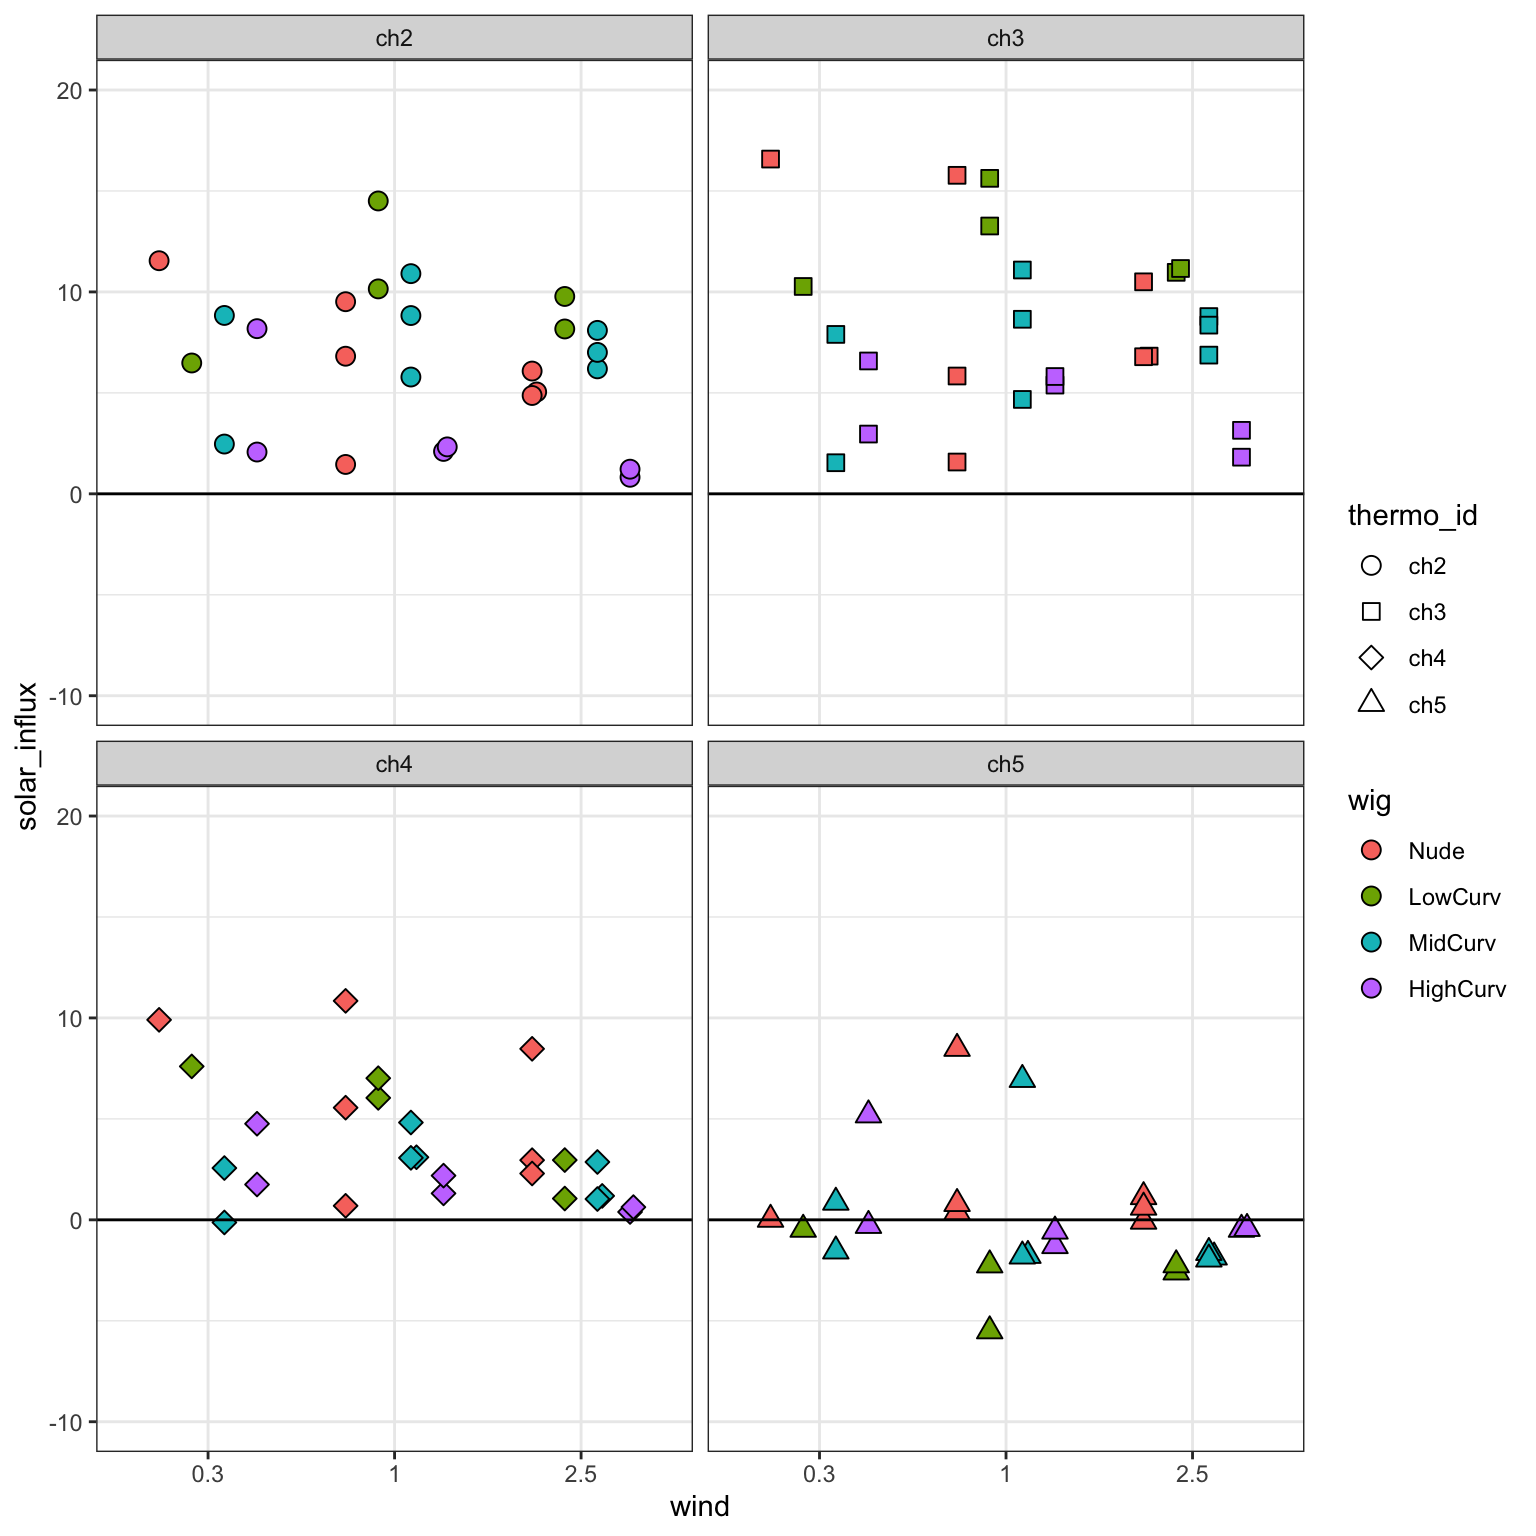 ch2
ch3
20
10
0
-10
ch4
ch5
20
10
0
-10
0.3
1
2.5
0.3
1
2.5
wind
solar_influx
thermo_id
ch2
ch3
ch4
ch5
wig
Nude
LowCurv
MidCurv
HighCurv